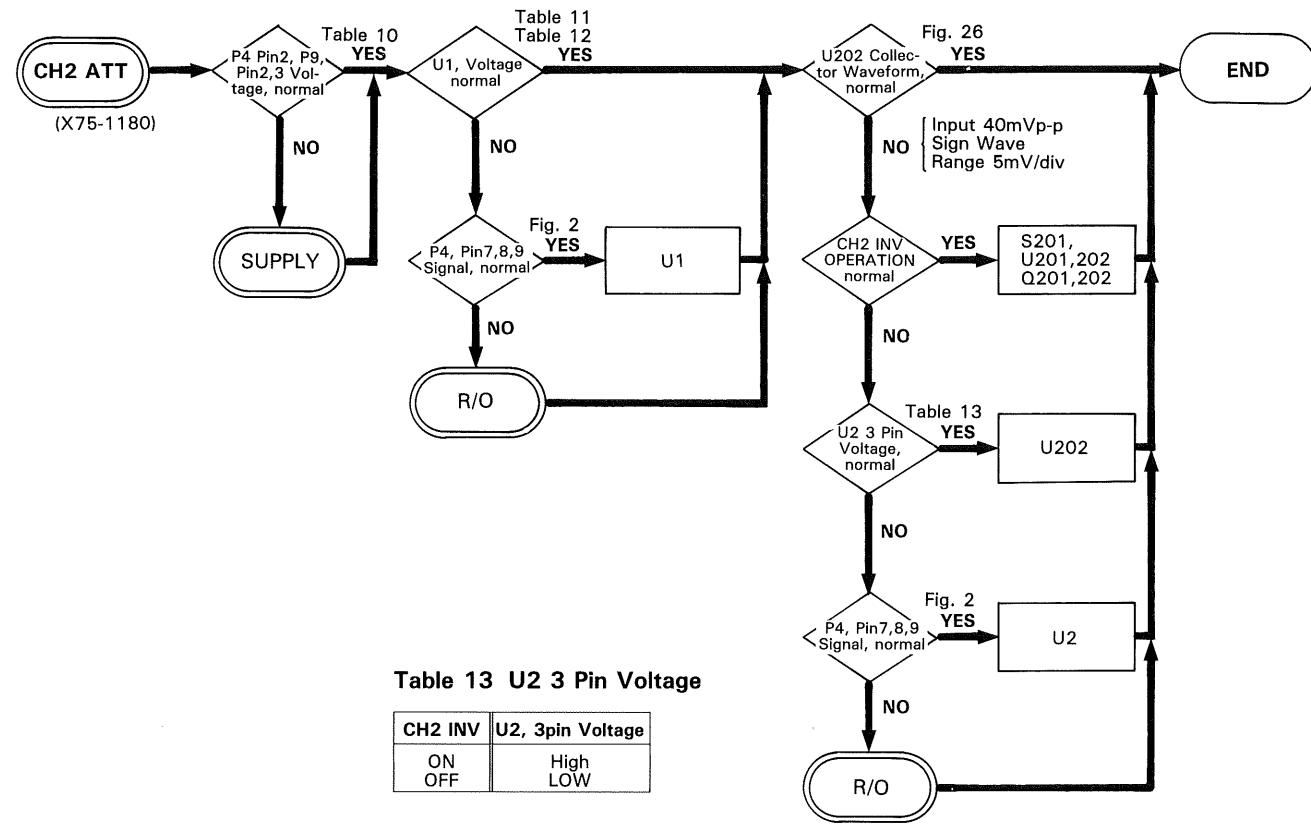 CH2 ATT
(X75-1180)
P4 Pin2, P9,
Pin2,3 Vol-
tage, normal
Table 10
YES
NO
SUPPLY
U1, Voltage
normal
Table 11
Table 12
YES
NO
P4, Pin7,8,9
Signal, normal
Fig. 2
YES
U1
NO
R/O
U202 Collec-
tor Waveform,
normal
Fig. 26
YES
END
NO
Input 40mVp-p
Sign Wave
Range 5mV/div
CH2 INV
OPERATION
normal
YES
S201,
U201,202
Q201,202
NO
U2 3 Pin
Voltage,
normal
Table 13
YES
U202
NO
P4, Pin7,8,9
Signal, normal
Fig. 2
YES
U2
NO
R/O
Table 13 U2 3 Pin Voltage
CH2 INV U2, 3pin Voltage
ON High
OFF LOW